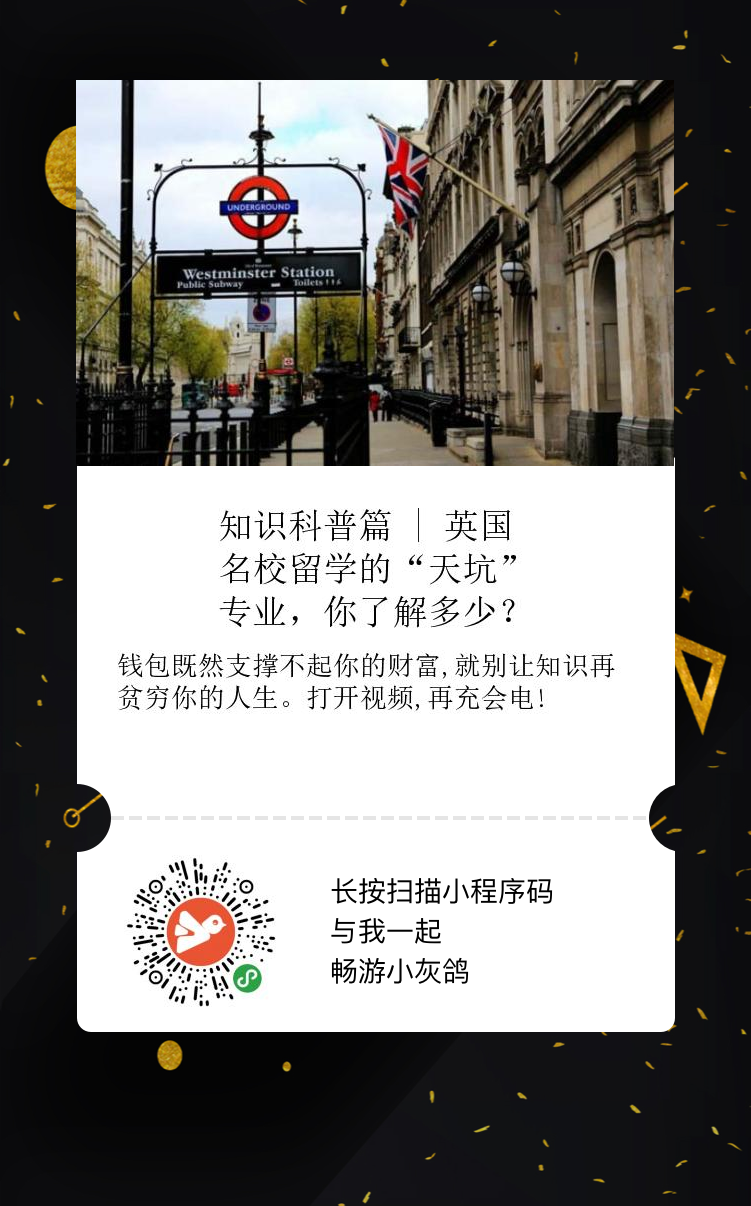 UNDERGROUND
Westminster Station
Public Subway Toilets
知识科普篇 | 英国
名校留学的“天坑”
专业，你了解多少？
钱包既然支撑不起你的财富,就别让知识再
贫穷你的人生。打开视频,再充会电!
长按扫描小程序码
与我一起
畅游小灰鸽